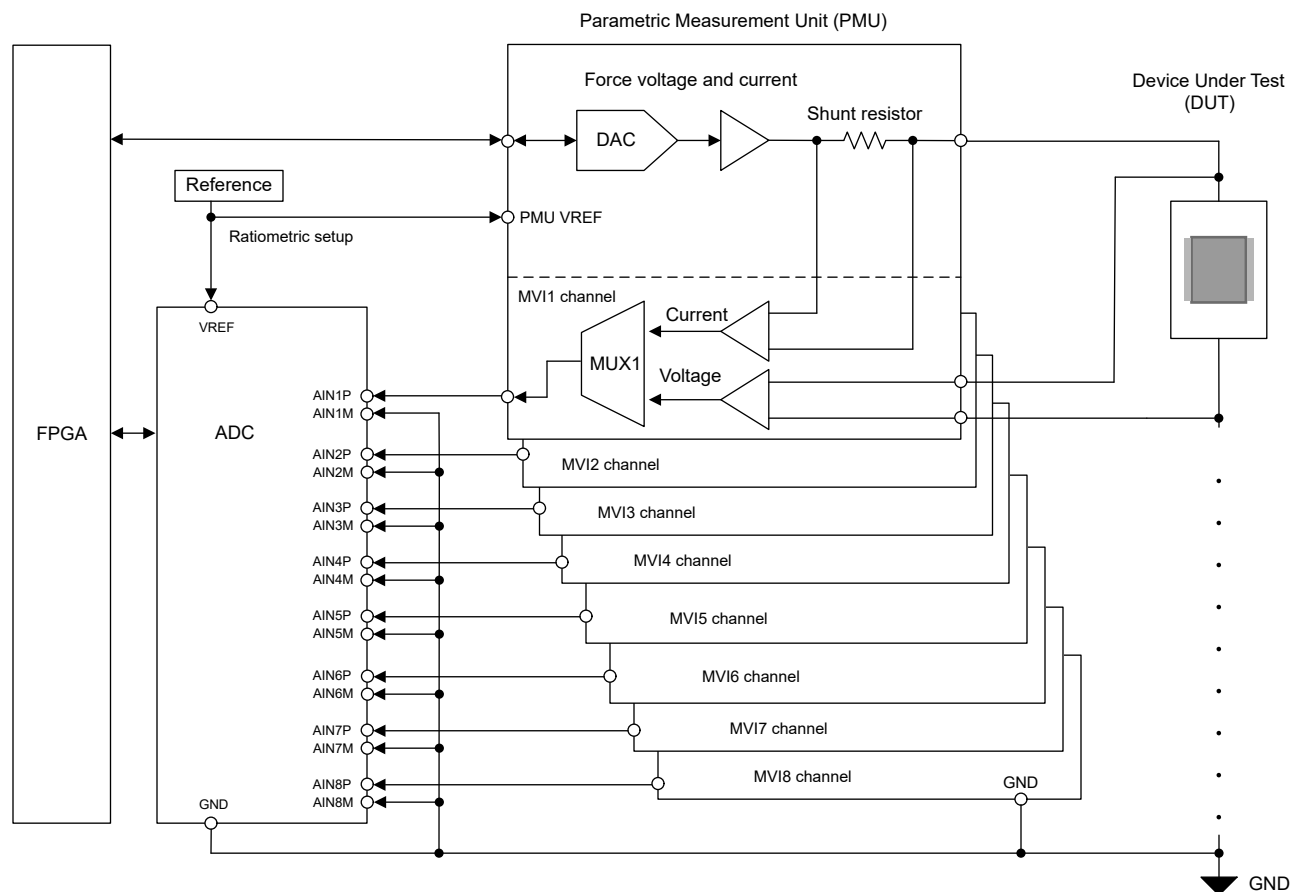 Parametric Measurement Unit (PMU)
Force voltage and current
Device Under Test
(DUT)
Shunt resistor
DAC
Reference
PMU VREF
Ratiometric setup
MVI1 channel
VREF
Current
MUX1
Voltage
AIN1P
AIN1M
FPGA
ADC
AIN2P
MVI2 channel
AIN2M
AIN3P
MVI3 channel
AIN3M
AIN4P
MVI4 channel
AIN4M
AIN5P
MVI5 channel
AIN5M
AIN6P
MVI6 channel
AIN6M
AIN7P
MVI7 channel
AIN7M
AIN8P
MVI8 channel
AIN8M
GND
GND
GND